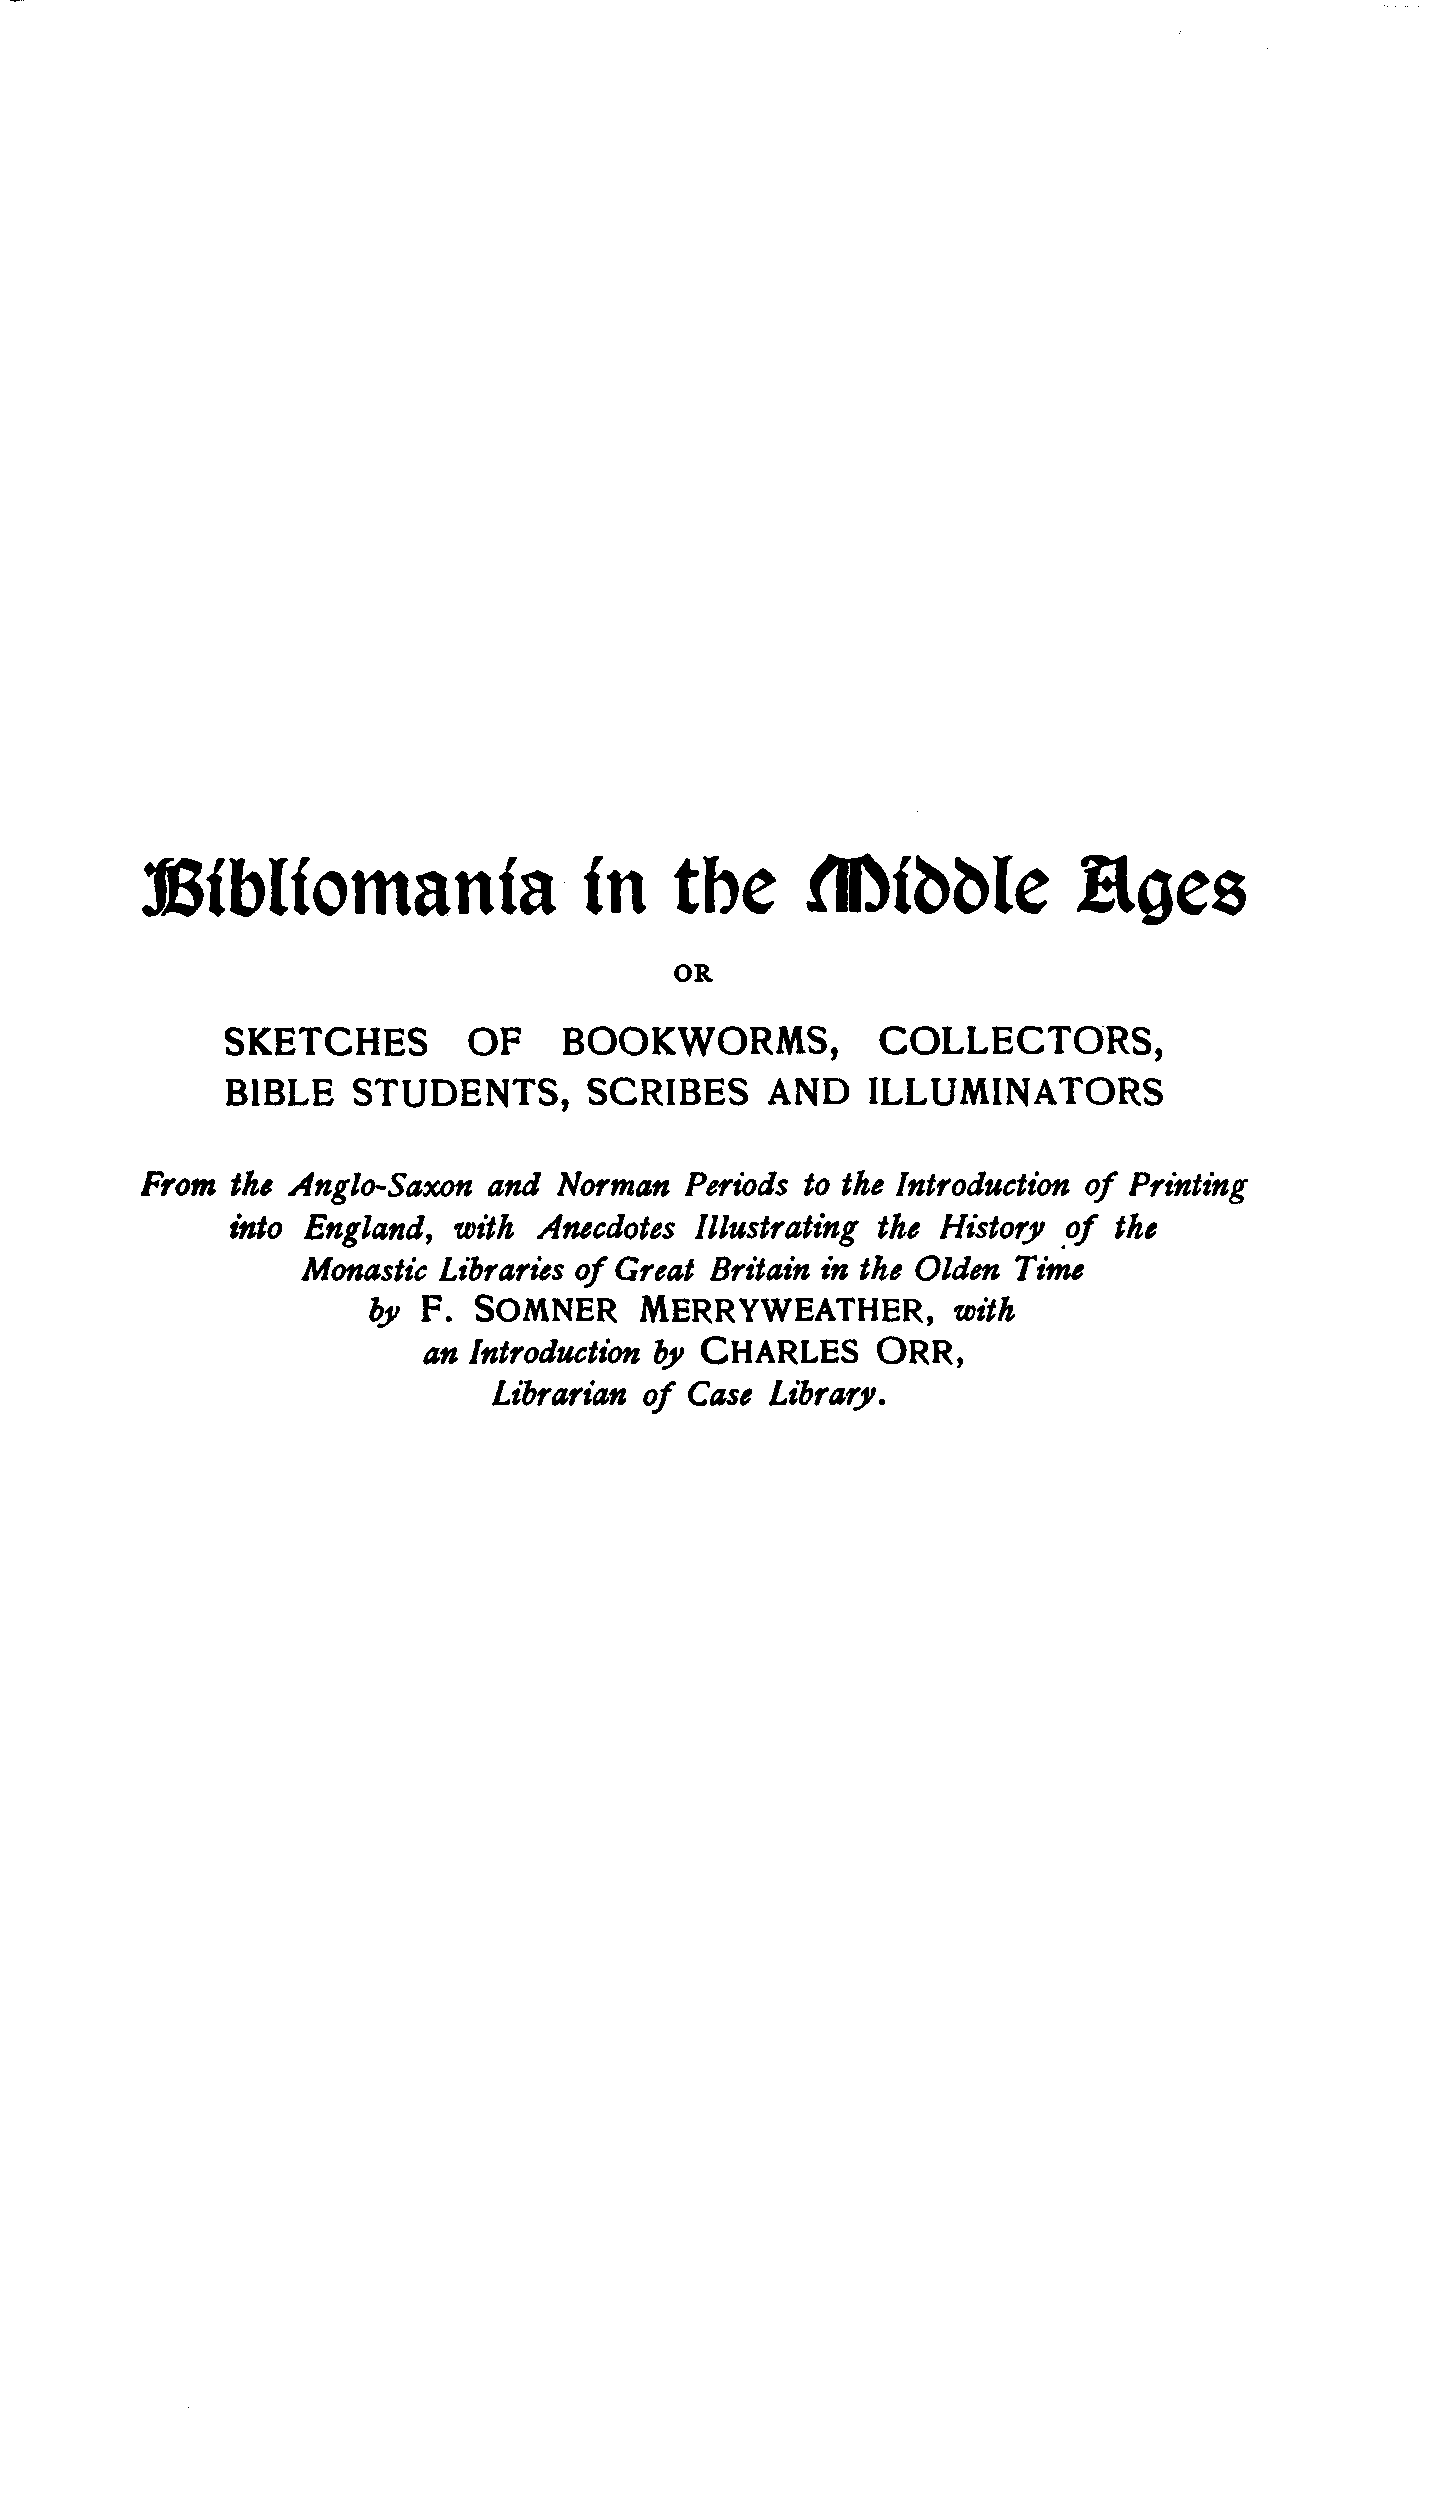 Bibliomania in the Middle Ages
OR
SKETCHES OF BOOKWORMS, COLLECTORS,
BIBLE STUDENTS, SCRIBES AND ILLUMINATORS
From the Anglo-Saxon and Norman Periods to the Introduction of Printing
into England, with Anecdotes Illustrating the History of the
Monastic Libraries of Great Britain in the Olden Time
by F. SOMNER MERRYWEATHER, with
an Introduction by CHARLES ORR,
Librarian of Case Library.